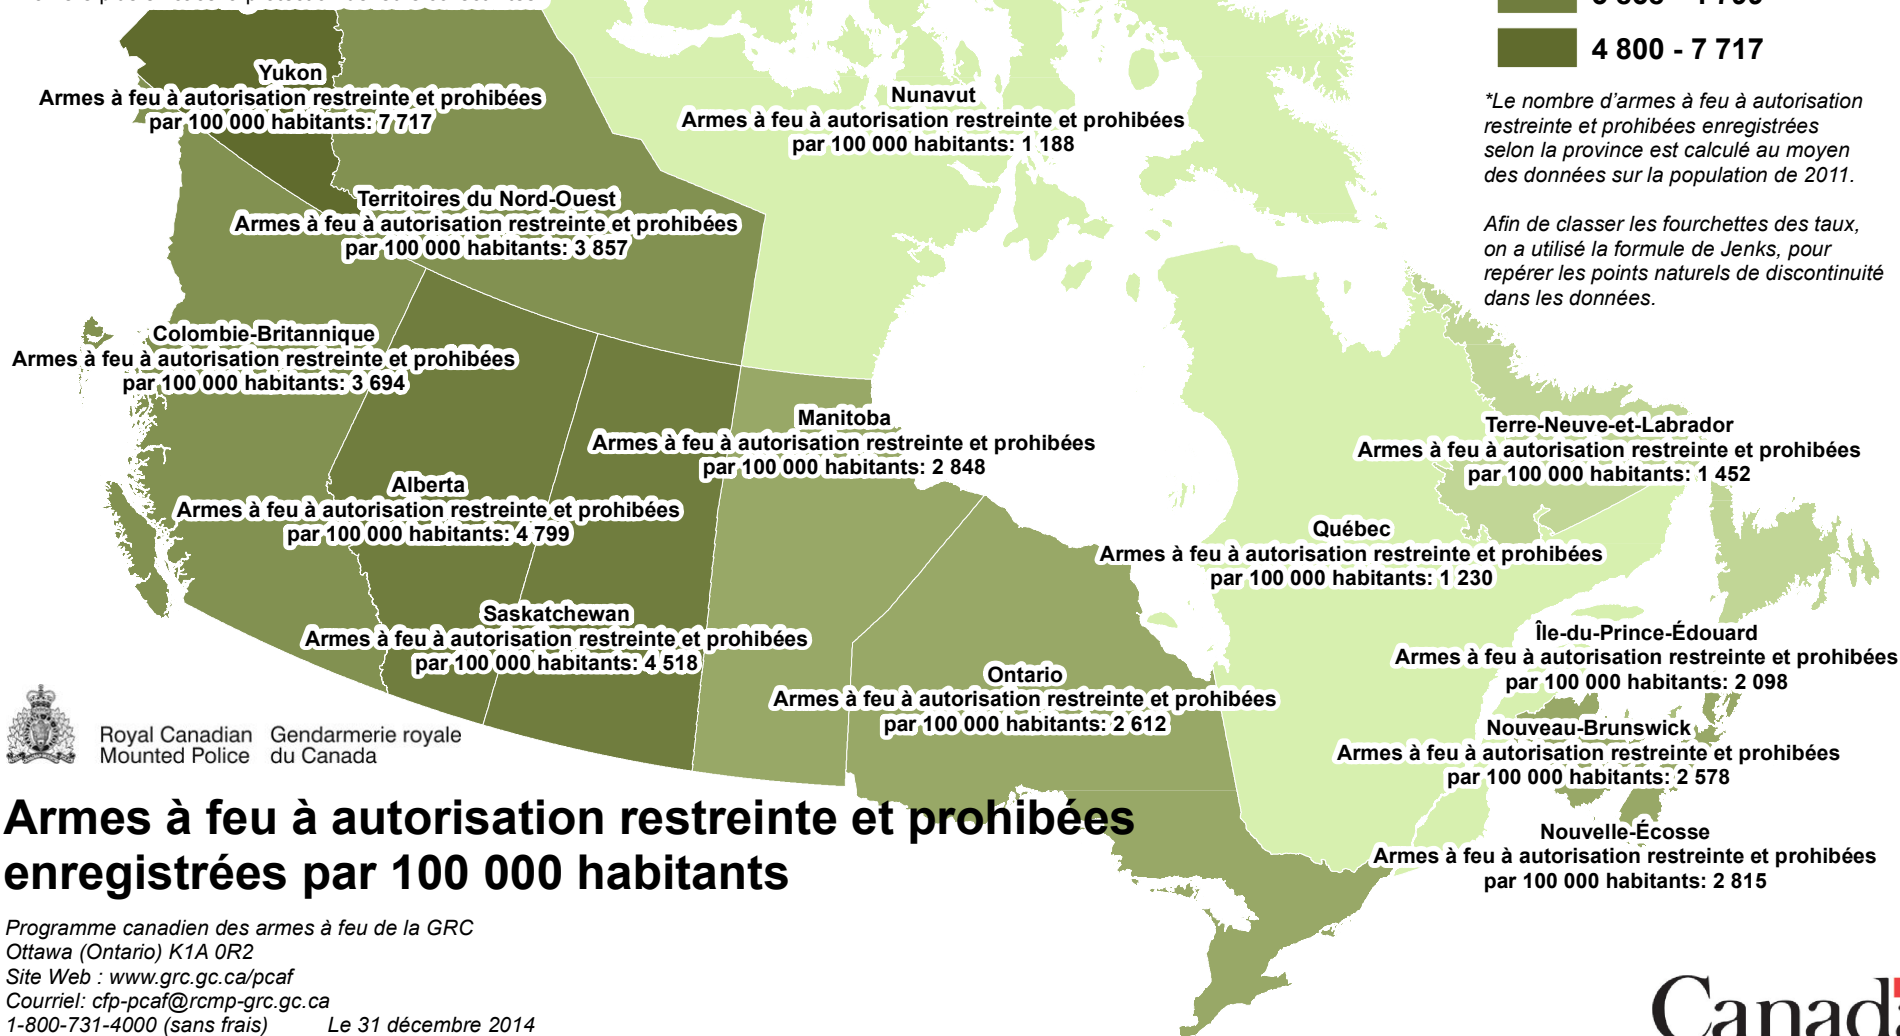 4 800 - 7 717
*Le nombre d'armes à feu à autorisation
restreinte et prohibées enregistrées
selon la province est calculé au moyen
des données sur la population de 2011.
Afin de classer les fourchettes des taux,
on a utilisé la formule de Jenks, pour
repérer les points naturels de discontinuité
dans les données.
Yukon
Armes à feu à autorisation restreinte et prohibées
par 100 000 habitants: 7 717
Nunavut
Armes à feu à autorisation restreinte et prohibées
par 100 000 habitants: 1 188
Territoires du Nord-Ouest
Armes à feu à autorisation restreinte et prohibées
par 100 000 habitants: 3 857
Colombie-Britannique
Armes à feu à autorisation restreinte et prohibées
par 100 000 habitants: 3 694
Manitoba
Armes à feu à autorisation restreinte et prohibées
par 100 000 habitants: 2 848
Terre-Neuve-et-Labrador
Armes à feu à autorisation restreinte et prohibées
par 100 000 habitants: 1 452
Alberta
Armes à feu à autorisation restreinte et prohibées
par 100 000 habitants: 4 799
Québec
Armes à feu à autorisation restreinte et prohibées
par 100 000 habitants: 1 230
Saskatchewan
Armes à feu à autorisation restreinte et prohibées
par 100 000 habitants: 4 518
Île-du-Prince-Édouard
Armes à feu à autorisation restreinte et prohibées
par 100 000 habitants: 2 098
Ontario
Armes à feu à autorisation restreinte et prohibées
par 100 000 habitants: 2 612
Nouveau-Brunswick
Armes à feu à autorisation restreinte et prohibées
par 100 000 habitants: 2 578
Nouvelle-Écosse
Armes à feu à autorisation restreinte et prohibées
par 100 000 habitants: 2 815
Royal Canadian Gendarmerie royale
Mounted Police du Canada
Armes à feu à autorisation restreinte et prohibées
enregistrées par 100 000 habitants
Programme canadien des armes à feu de la GRC
Ottawa (Ontario) K1A 0R2
Site Web : www.grc.gc.ca/pcaf
Courriel: cfp-pcaf@rcmp-grc.gc.ca
1-800-731-4000 (sans frais) Le 31 décembre 2014
Canada